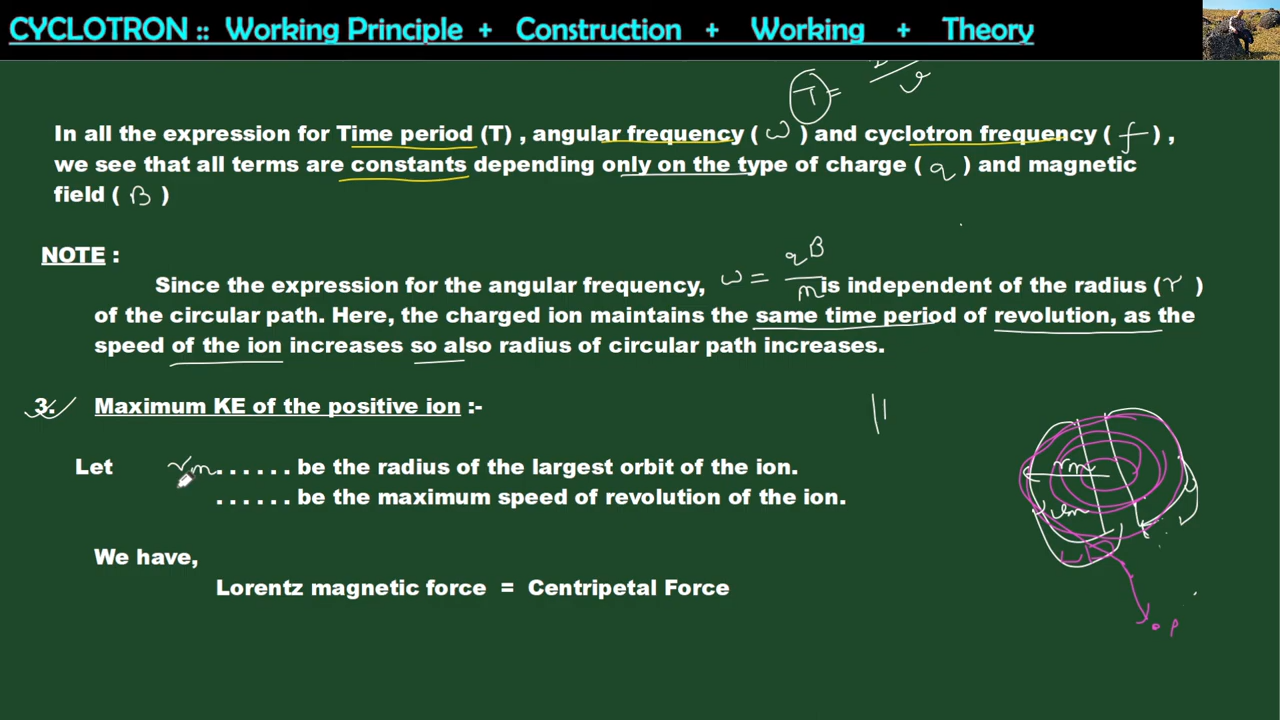 CYCLOTRON :: Working Principle + Construction + Working + Theory
T =
In all the expression for Time period (T) , angular frequency ( ω ) and cyclotron frequency ( f ) ,
we see that all terms are constants depending only on the type of charge ( q ) and magnetic
field ( B )
NOTE :
Since the expression for the angular frequency, ω = qB/m is independent of the radius ( r )
of the circular path. Here, the charged ion maintains the same time period of revolution, as the
speed of the ion increases so also radius of circular path increases.
3. Maximum KE of the positive ion :-
Let rm . . . . . . be the radius of the largest orbit of the ion.
. . . . . . be the maximum speed of revolution of the ion.
rm
vm
We have,
Lorentz magnetic force = Centripetal Force
P